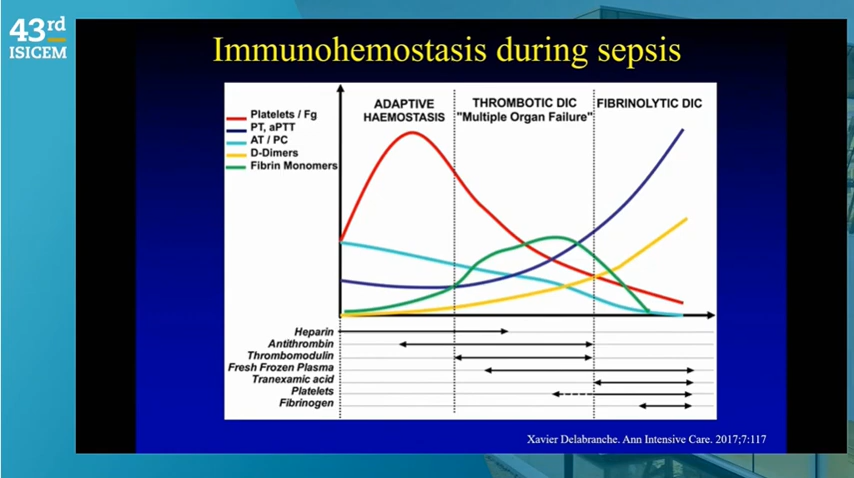 43rd
ISICEM
Immunohemostasis during sepsis
Platelets / Fg
PT, aPTT
AT / PC
D-Dimers
Fibrin Monomers
ADAPTIVE
HAEMOSTASIS
THROMBOTIC DIC
"Multiple Organ Failure"
FIBRINOLYTIC DIC
Heparin
Antithrombin
Thrombomodulin
Fresh Frozen Plasma
Tranexamic acid
Platelets
Fibrinogen
Xavier Delabranche. Ann Intensive Care. 2017;7:117